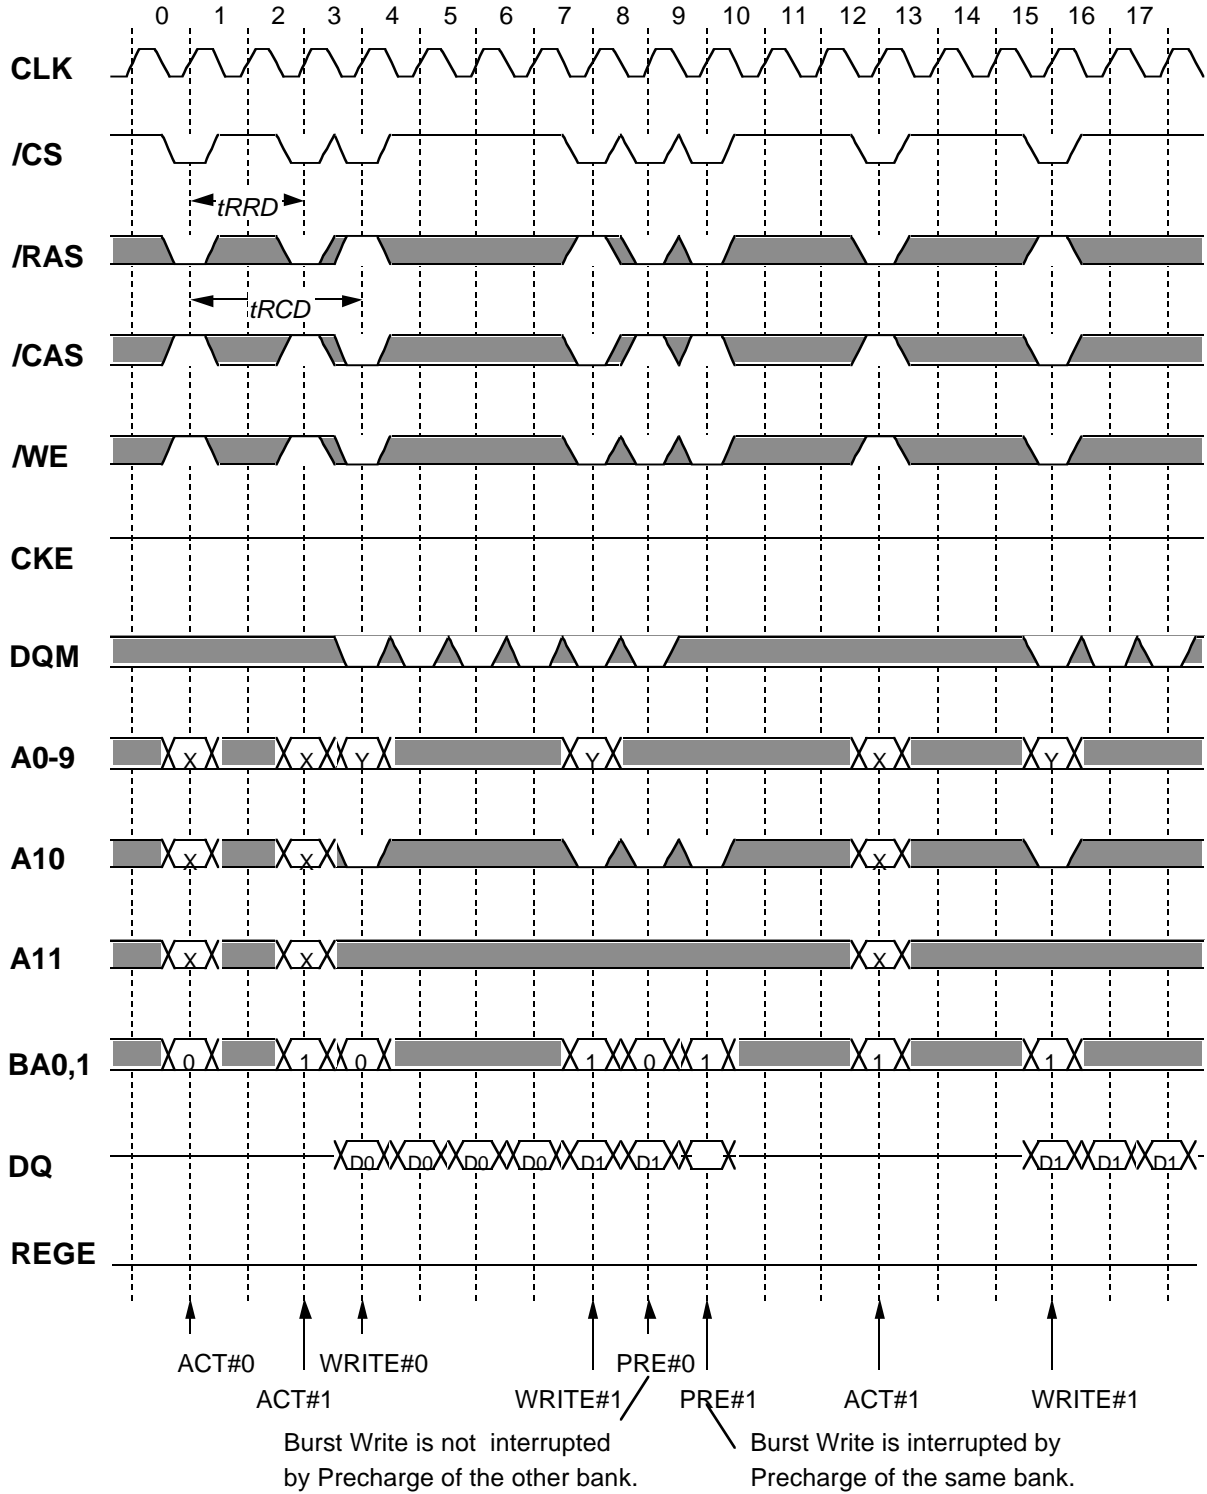 0 1 2 3 4 5 6 7 8 9 10 11 12 13 14 15 16 17
CLK
/CS
tRRD
/RAS
tRCD
/CAS
/WE
CKE
DQM
A0-9 X X Y Y X Y
A10 X X X
A11 X X X
BA0,1 0 1 0 1 0 1 1 1
DQ D0 D0 D0 D0 D1 D1 D1 D1 D1
REGE
ACT#0 WRITE#0 PRE#0
ACT#1 WRITE#1 PRE#1 ACT#1 WRITE#1
Burst Write is not interrupted
by Precharge of the other bank.
Burst Write is interrupted by
Precharge of the same bank.